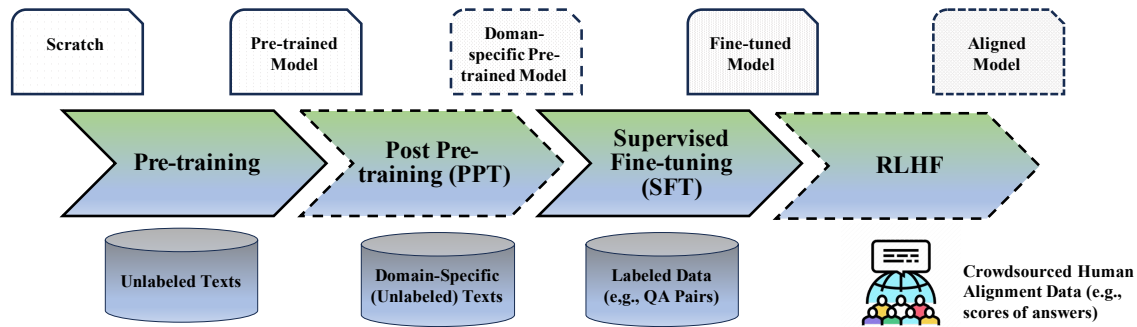 Scratch
Pre-trained
Model
Doman-
specific Pre-
trained Model
Fine-tuned
Model
Aligned
Model
Pre-training
Post Pre-
training (PPT)
Supervised
Fine-tuning
(SFT)
RLHF
Unlabeled Texts
Domain-Specific
(Unlabeled) Texts
Labeled Data
(e.g., QA Pairs)
Crowdsourced Human
Alignment Data (e.g.,
scores of answers)